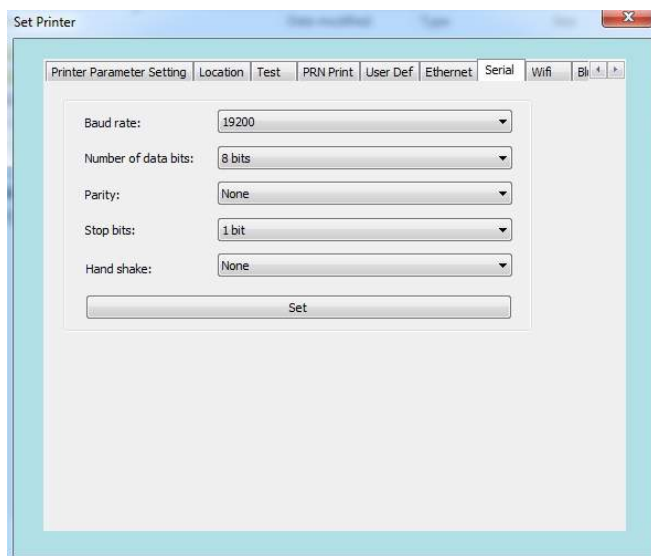 Set Printer
Printer Parameter Setting Location Test PRN Print User Def Ethernet Serial Wifi
Baud rate: 19200
Number of data bits: 8 bits
Parity: None
Stop bits: 1 bit
Hand shake: None
Set